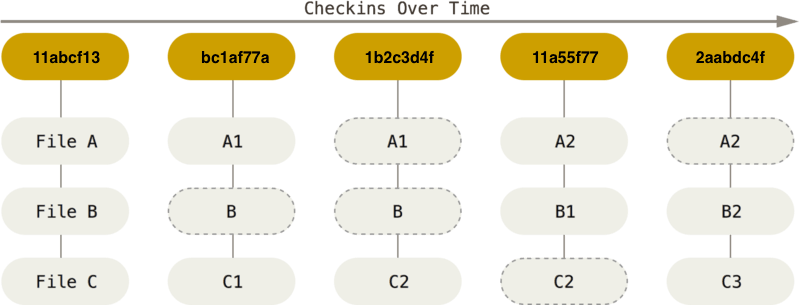 Checkins Over Time
11abcf13 bc1af77a 1b2c3d4f 11a55f77 2aabdc4f
File A A1 A1 A2 A2
File B B B B1 B2
File C C1 C2 C2 C3